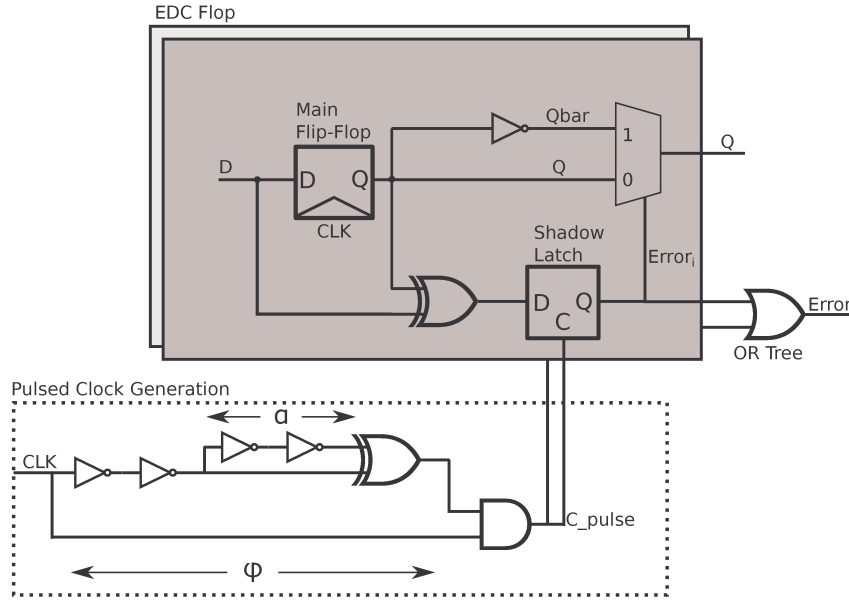 EDC Flop
Main
Flip-Flop
Qbar
1
Q
D
D
Q
Q
0
CLK
Shadow
Latch
Error_i
D
Q
C
Error
OR Tree
Pulsed Clock Generation
α
CLK
C_pulse
φ